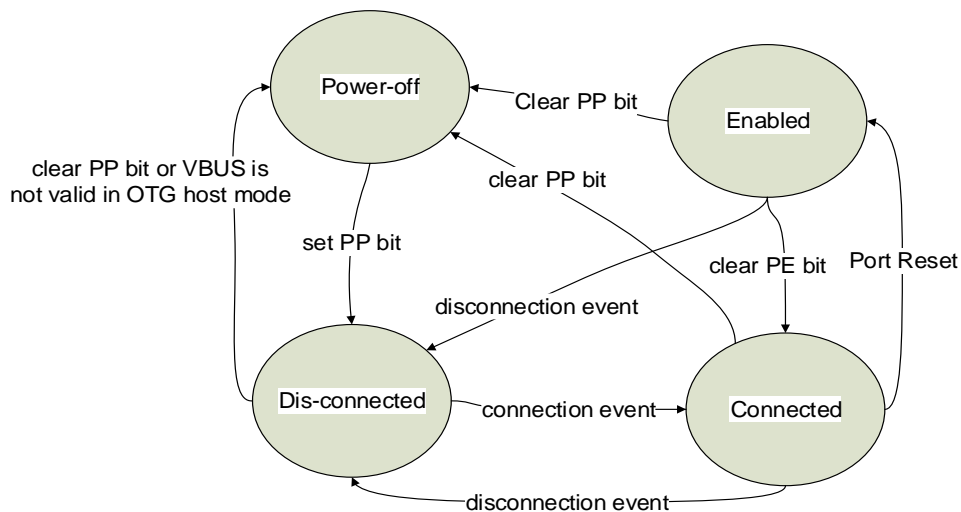 Power-off
Clear PP bit
Enabled
clear PP bit or VBUS is
not valid in OTG host mode
clear PP bit
set PP bit
clear PE bit
Port Reset
disconnection event
Dis-connected
connection event
Connected
disconnection event